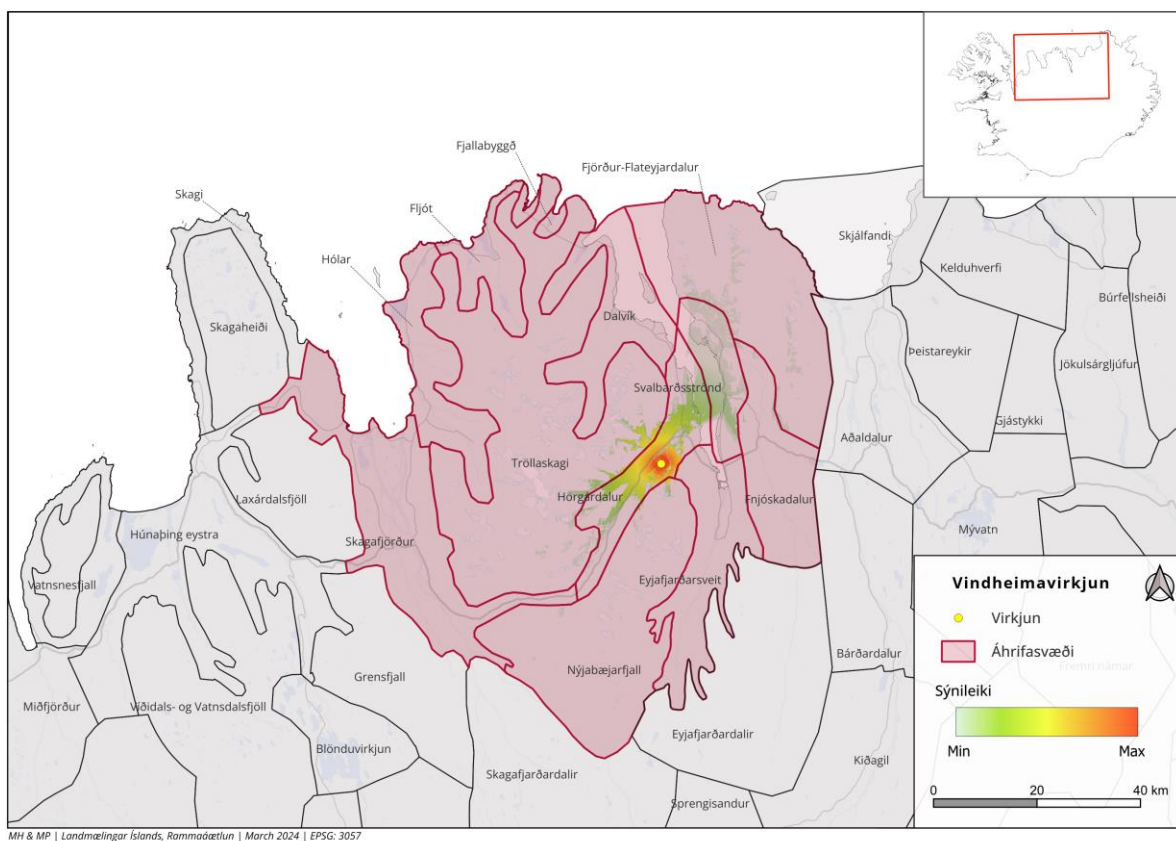 Fjallabyggð
Fjörður-Flateyjardalur
Skagi
Fljót
Skjálfandi
Hólar
Kelduhverfi
Búrfellsheiði
Skagaheiði
Dalvík
Þeistareykir
Jökulsárgljúfur
Svalbarðsströnd
Gjástykki
Aðaldalur
Tröllaskagi
Hörgárdalur
Fnjóskadalur
Laxárdalsfjöll
Mývatn
Húnaþing eystra
Skagafjörður
Vatnsnesfjall
Eyjafjarðarsveit
Vindheimavirkjun
Virkjun
Áhrifasvæði
Bárðardalur
Fremri námar
Nýjabæjarfjall
Grensfjall
Sýnileiki
Miðfjörður
Víðidals- og Vatnsdalsfjöll
Eyjafjarðardalir
Min
Max
Blönduvirkjun
Kiðagil
Skagafjarðardalir
Sprengisandur
0
20
40 km
MH & MP | Landmælingar Íslands, Rammaáætlun | March 2024 | EPSG: 3057